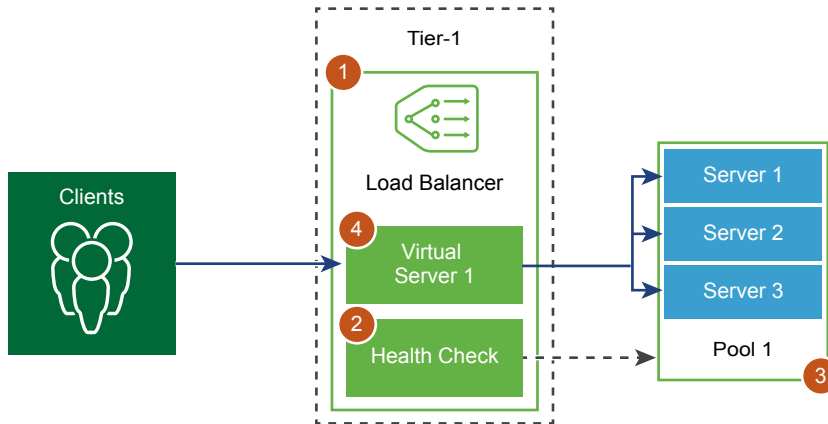 Tier-1
1
Load Balancer
Clients
4
Virtual
Server 1
2
Health Check
Server 1
Server 2
Server 3
Pool 1
3